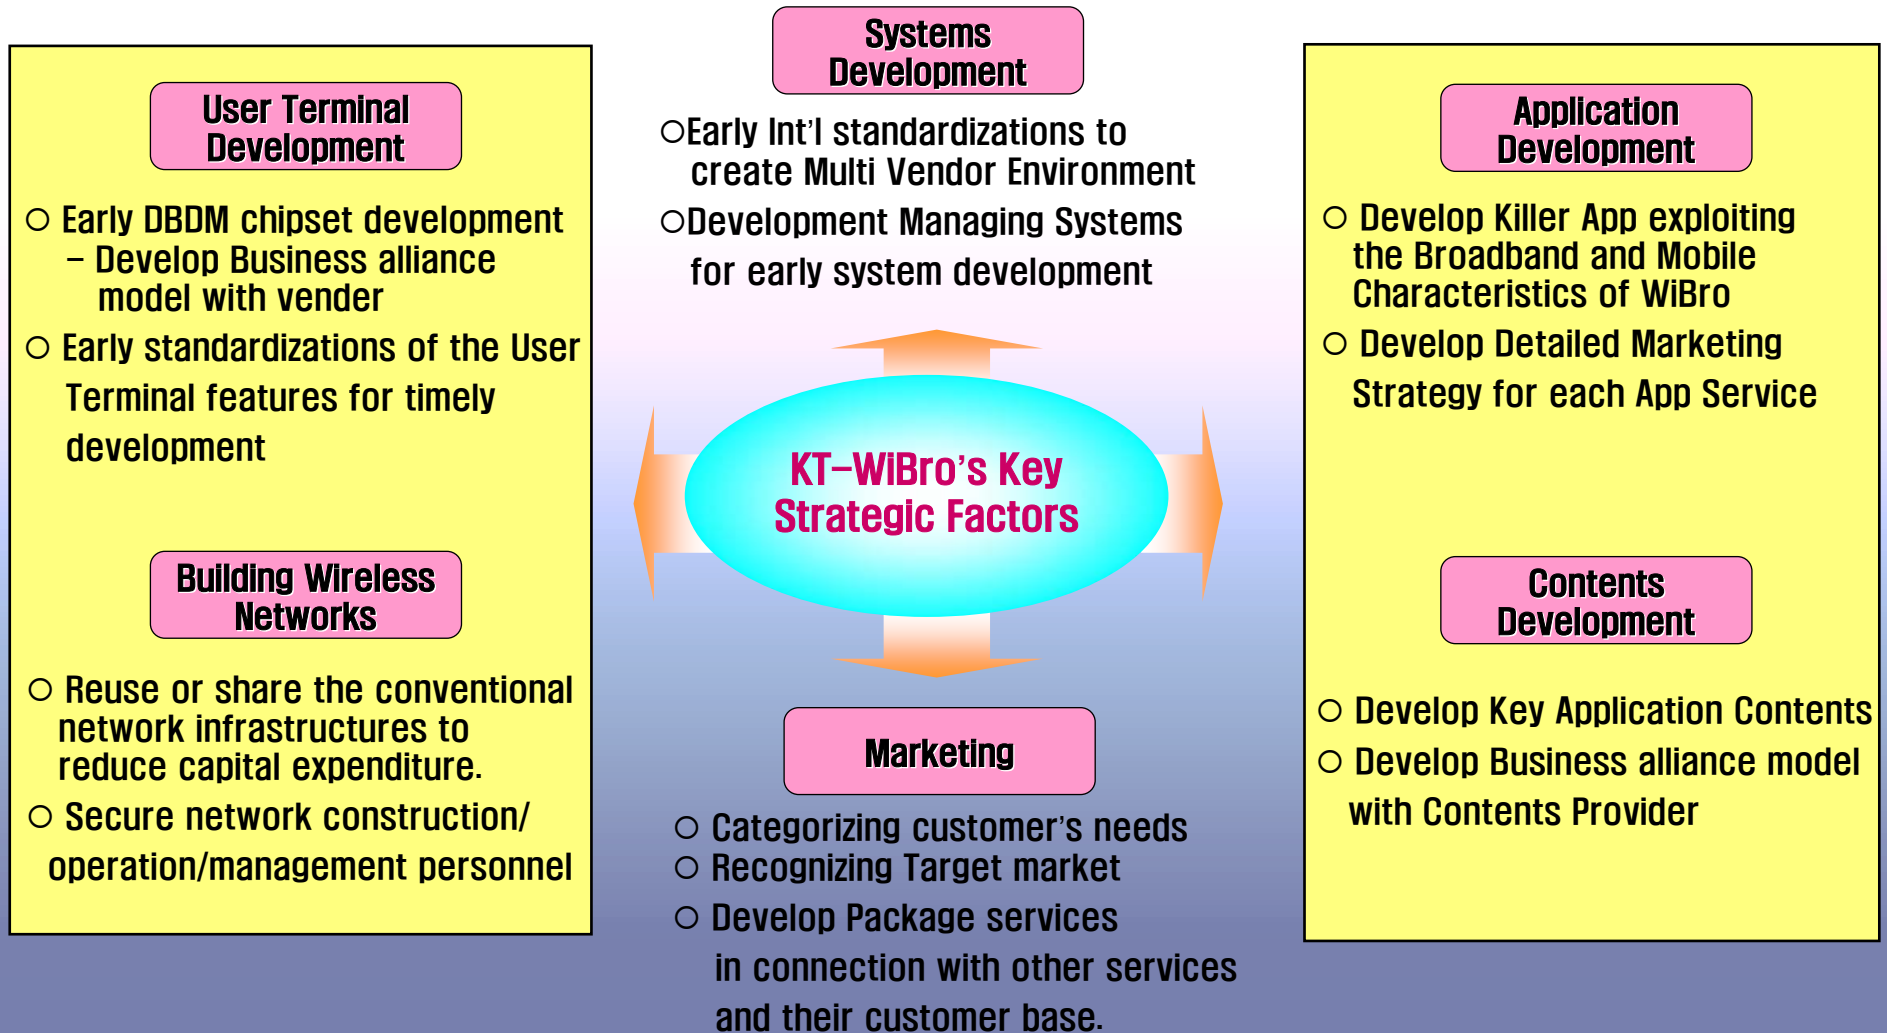 User Terminal
Development
○ Early DBDM chipset development
– Develop Business alliance
model with vender
○ Early standardizations of the User
Terminal features for timely
development
Building Wireless
Networks
○ Reuse or share the conventional
network infrastructures to
reduce capital expenditure.
○ Secure network construction/
operation/management personnel
Systems
Development
○Early Int'l standardizations to
create Multi Vendor Environment
○Development Managing Systems
for early system development
KT-WiBro's Key
Strategic Factors
Marketing
○ Categorizing customer's needs
○ Recognizing Target market
○ Develop Package services
in connection with other services
and their customer base.
Application
Development
○ Develop Killer App exploiting
the Broadband and Mobile
Characteristics of WiBro
○ Develop Detailed Marketing
Strategy for each App Service
Contents
Development
○ Develop Key Application Contents
○ Develop Business alliance model
with Contents Provider